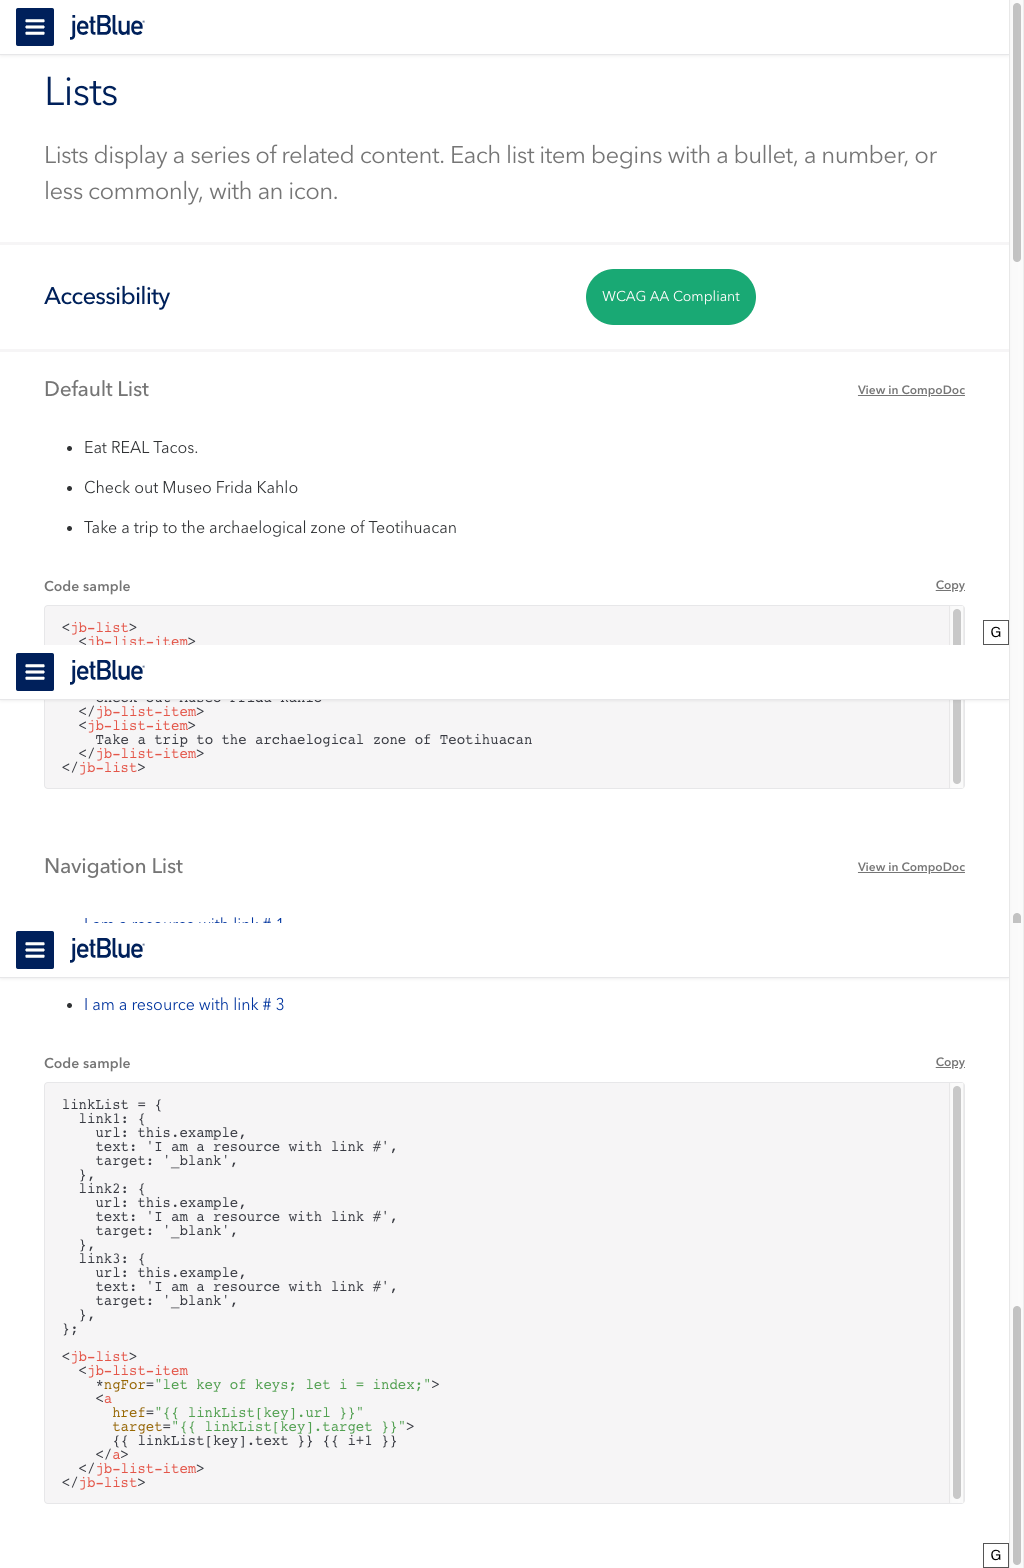 jetBlue
Lists
Lists display a series of related content. Each list item begins with a bullet, a number, or
less commonly, with an icon.
Accessibility
WCAG AA Compliant
Default List
View in CompoDoc
• Eat REAL Tacos.
• Check out Museo Frida Kahlo
• Take a trip to the archaelogical zone of Teotihuacan
Code sample
Copy
<jb-list>
<jb-list-item>
G
jetBlue
</jb-list-item>
<jb-list-item>
Take a trip to the archaelogical zone of Teotihuacan
</jb-list-item>
</jb-list>
Navigation List
View in CompoDoc
I am a resource with link # 1
jetBlue
• I am a resource with link # 3
Code sample
Copy
linkList = {
link1: {
url: this.example,
text: 'I am a resource with link #',
target: '_blank',
},
link2: {
url: this.example,
text: 'I am a resource with link #',
target: '_blank',
},
link3: {
url: this.example,
text: 'I am a resource with link #',
target: '_blank',
},
};
<jb-list>
<jb-list-item
*ngFor="let key of keys; let i = index;">
<a
href="{{ linkList[key].url }}"
target="{{ linkList[key].target }}">
{{ linkList[key].text }} {{ i+1 }}
</a>
</jb-list-item>
</jb-list>
G